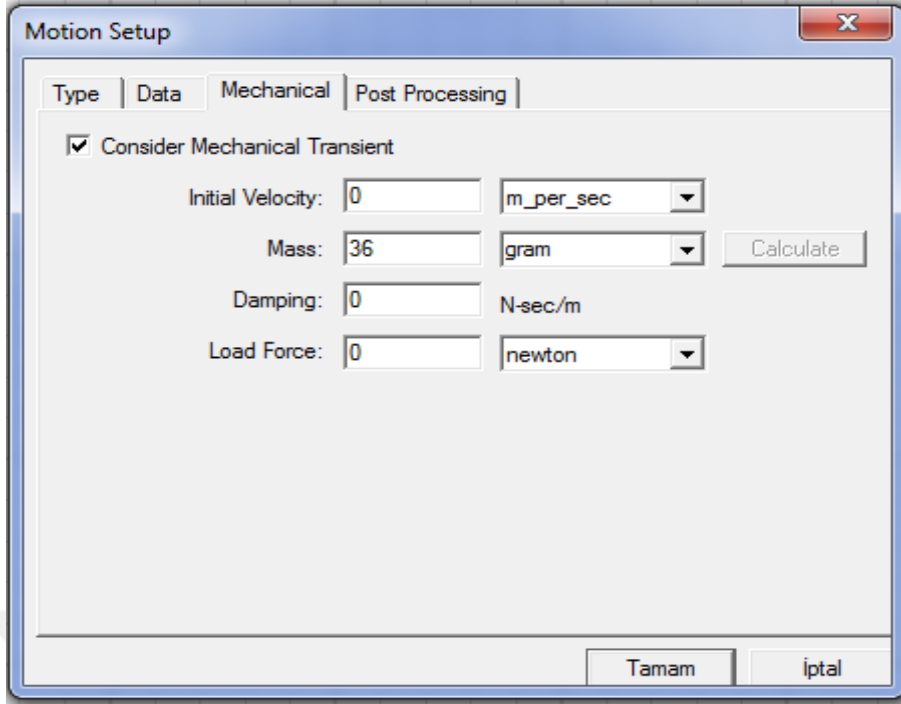 Motion Setup
Type Data Mechanical Post Processing
Consider Mechanical Transient
Initial Velocity: 0 m_per_sec
Mass: 36 gram Calculate
Damping: 0 N-sec/m
Load Force: 0 newton
Tamam İptal